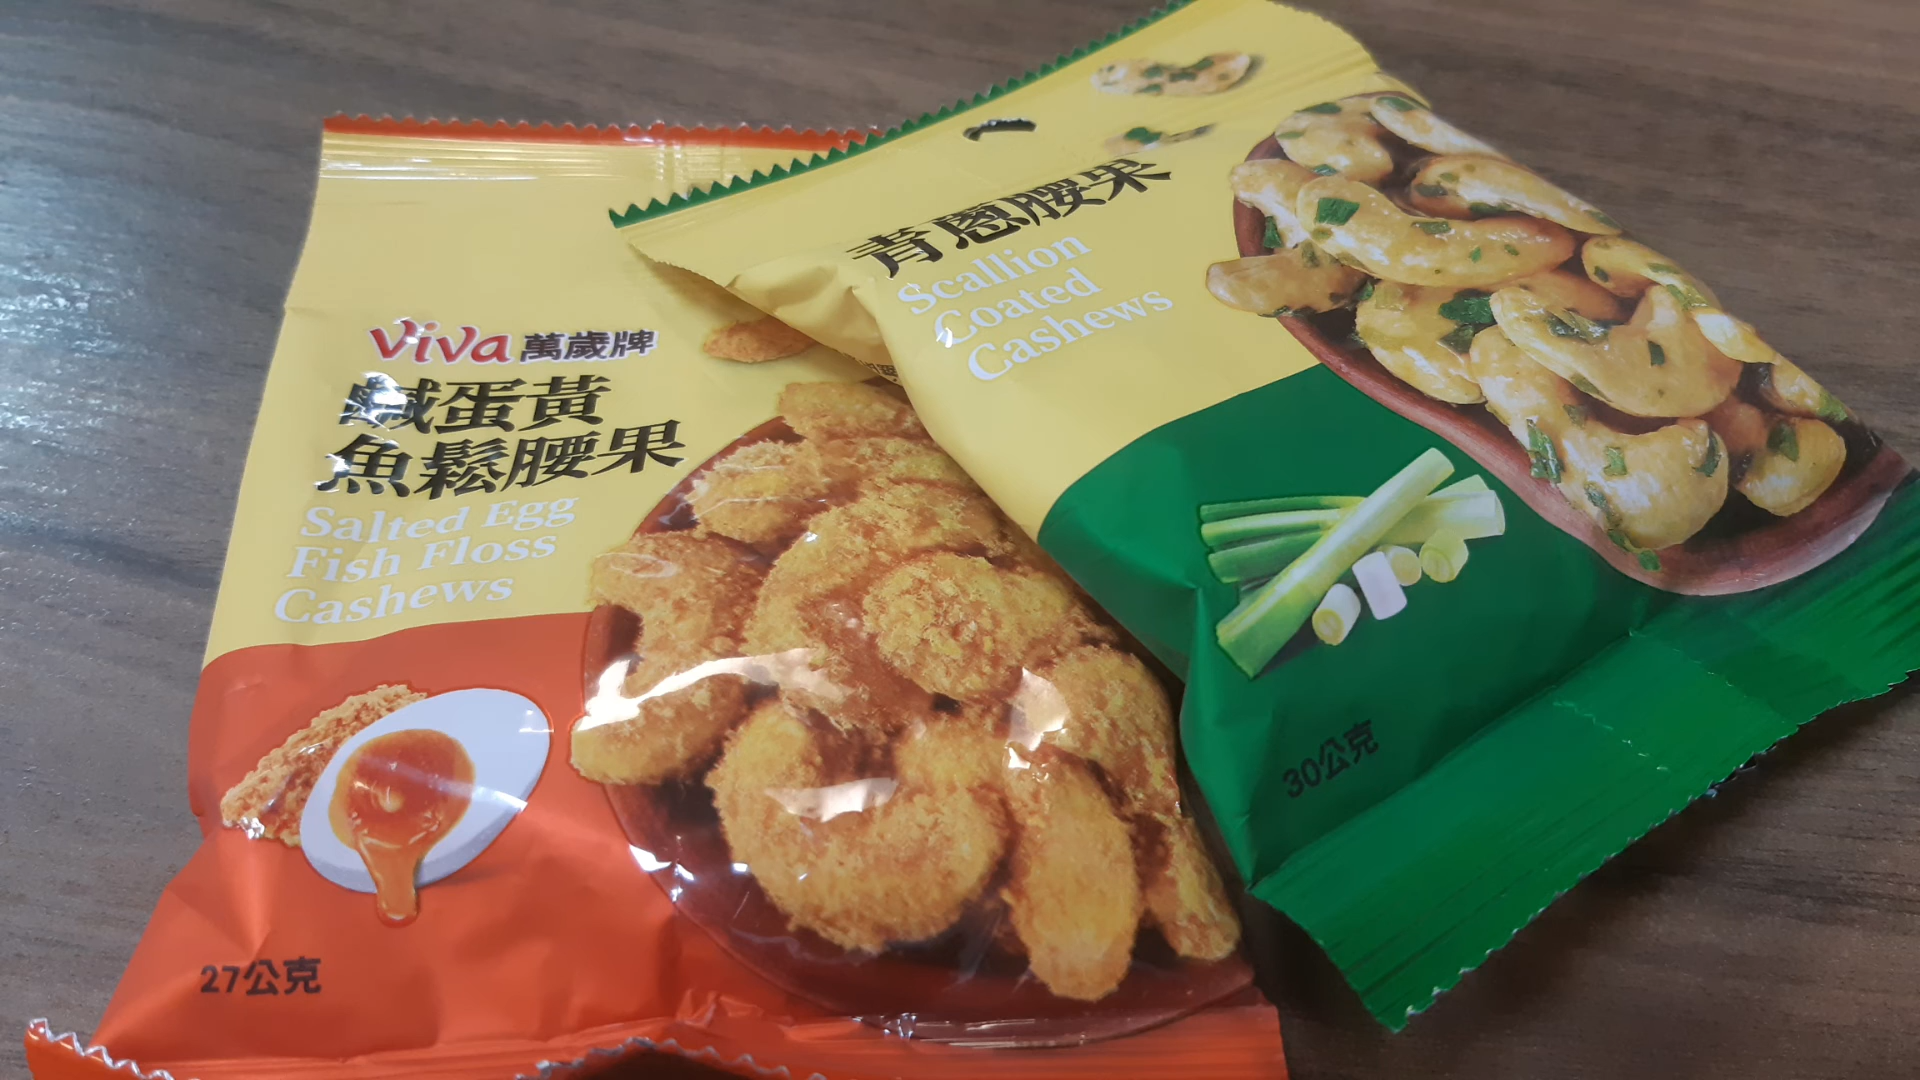 Viva 萬歲牌
鹹蛋黃
魚鬆腰果
Salted Egg
Fish Floss
Cashews
27公克
青蔥腰果
Scallion
Coated
Cashews
30公克